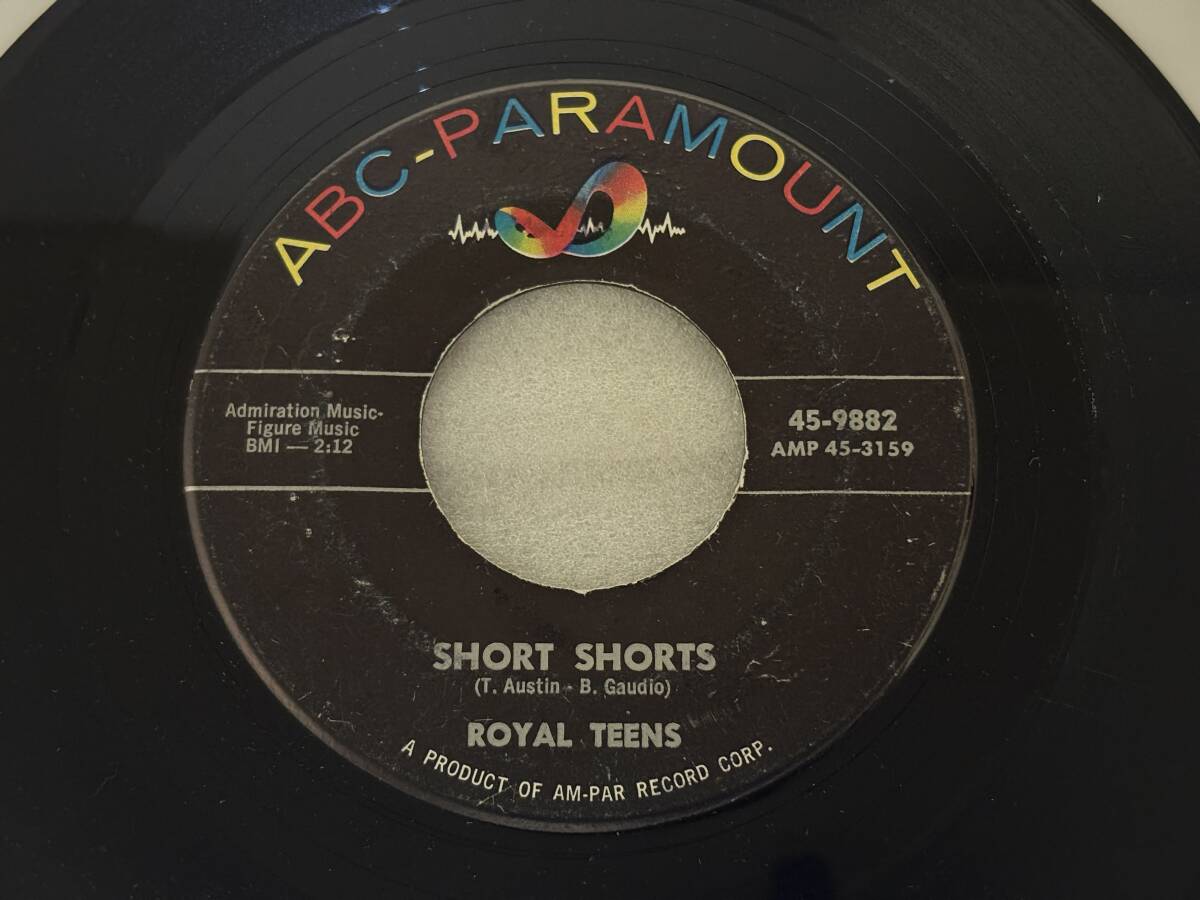 ABC-PARAMOUNT
Admiration Music-
Figure Music
BMI — 2:12
45-9882
AMP 45-3159
SHORT SHORTS
(T. Austin - B. Gaudio)
ROYAL TEENS
A PRODUCT OF AM-PAR RECORD CORP.